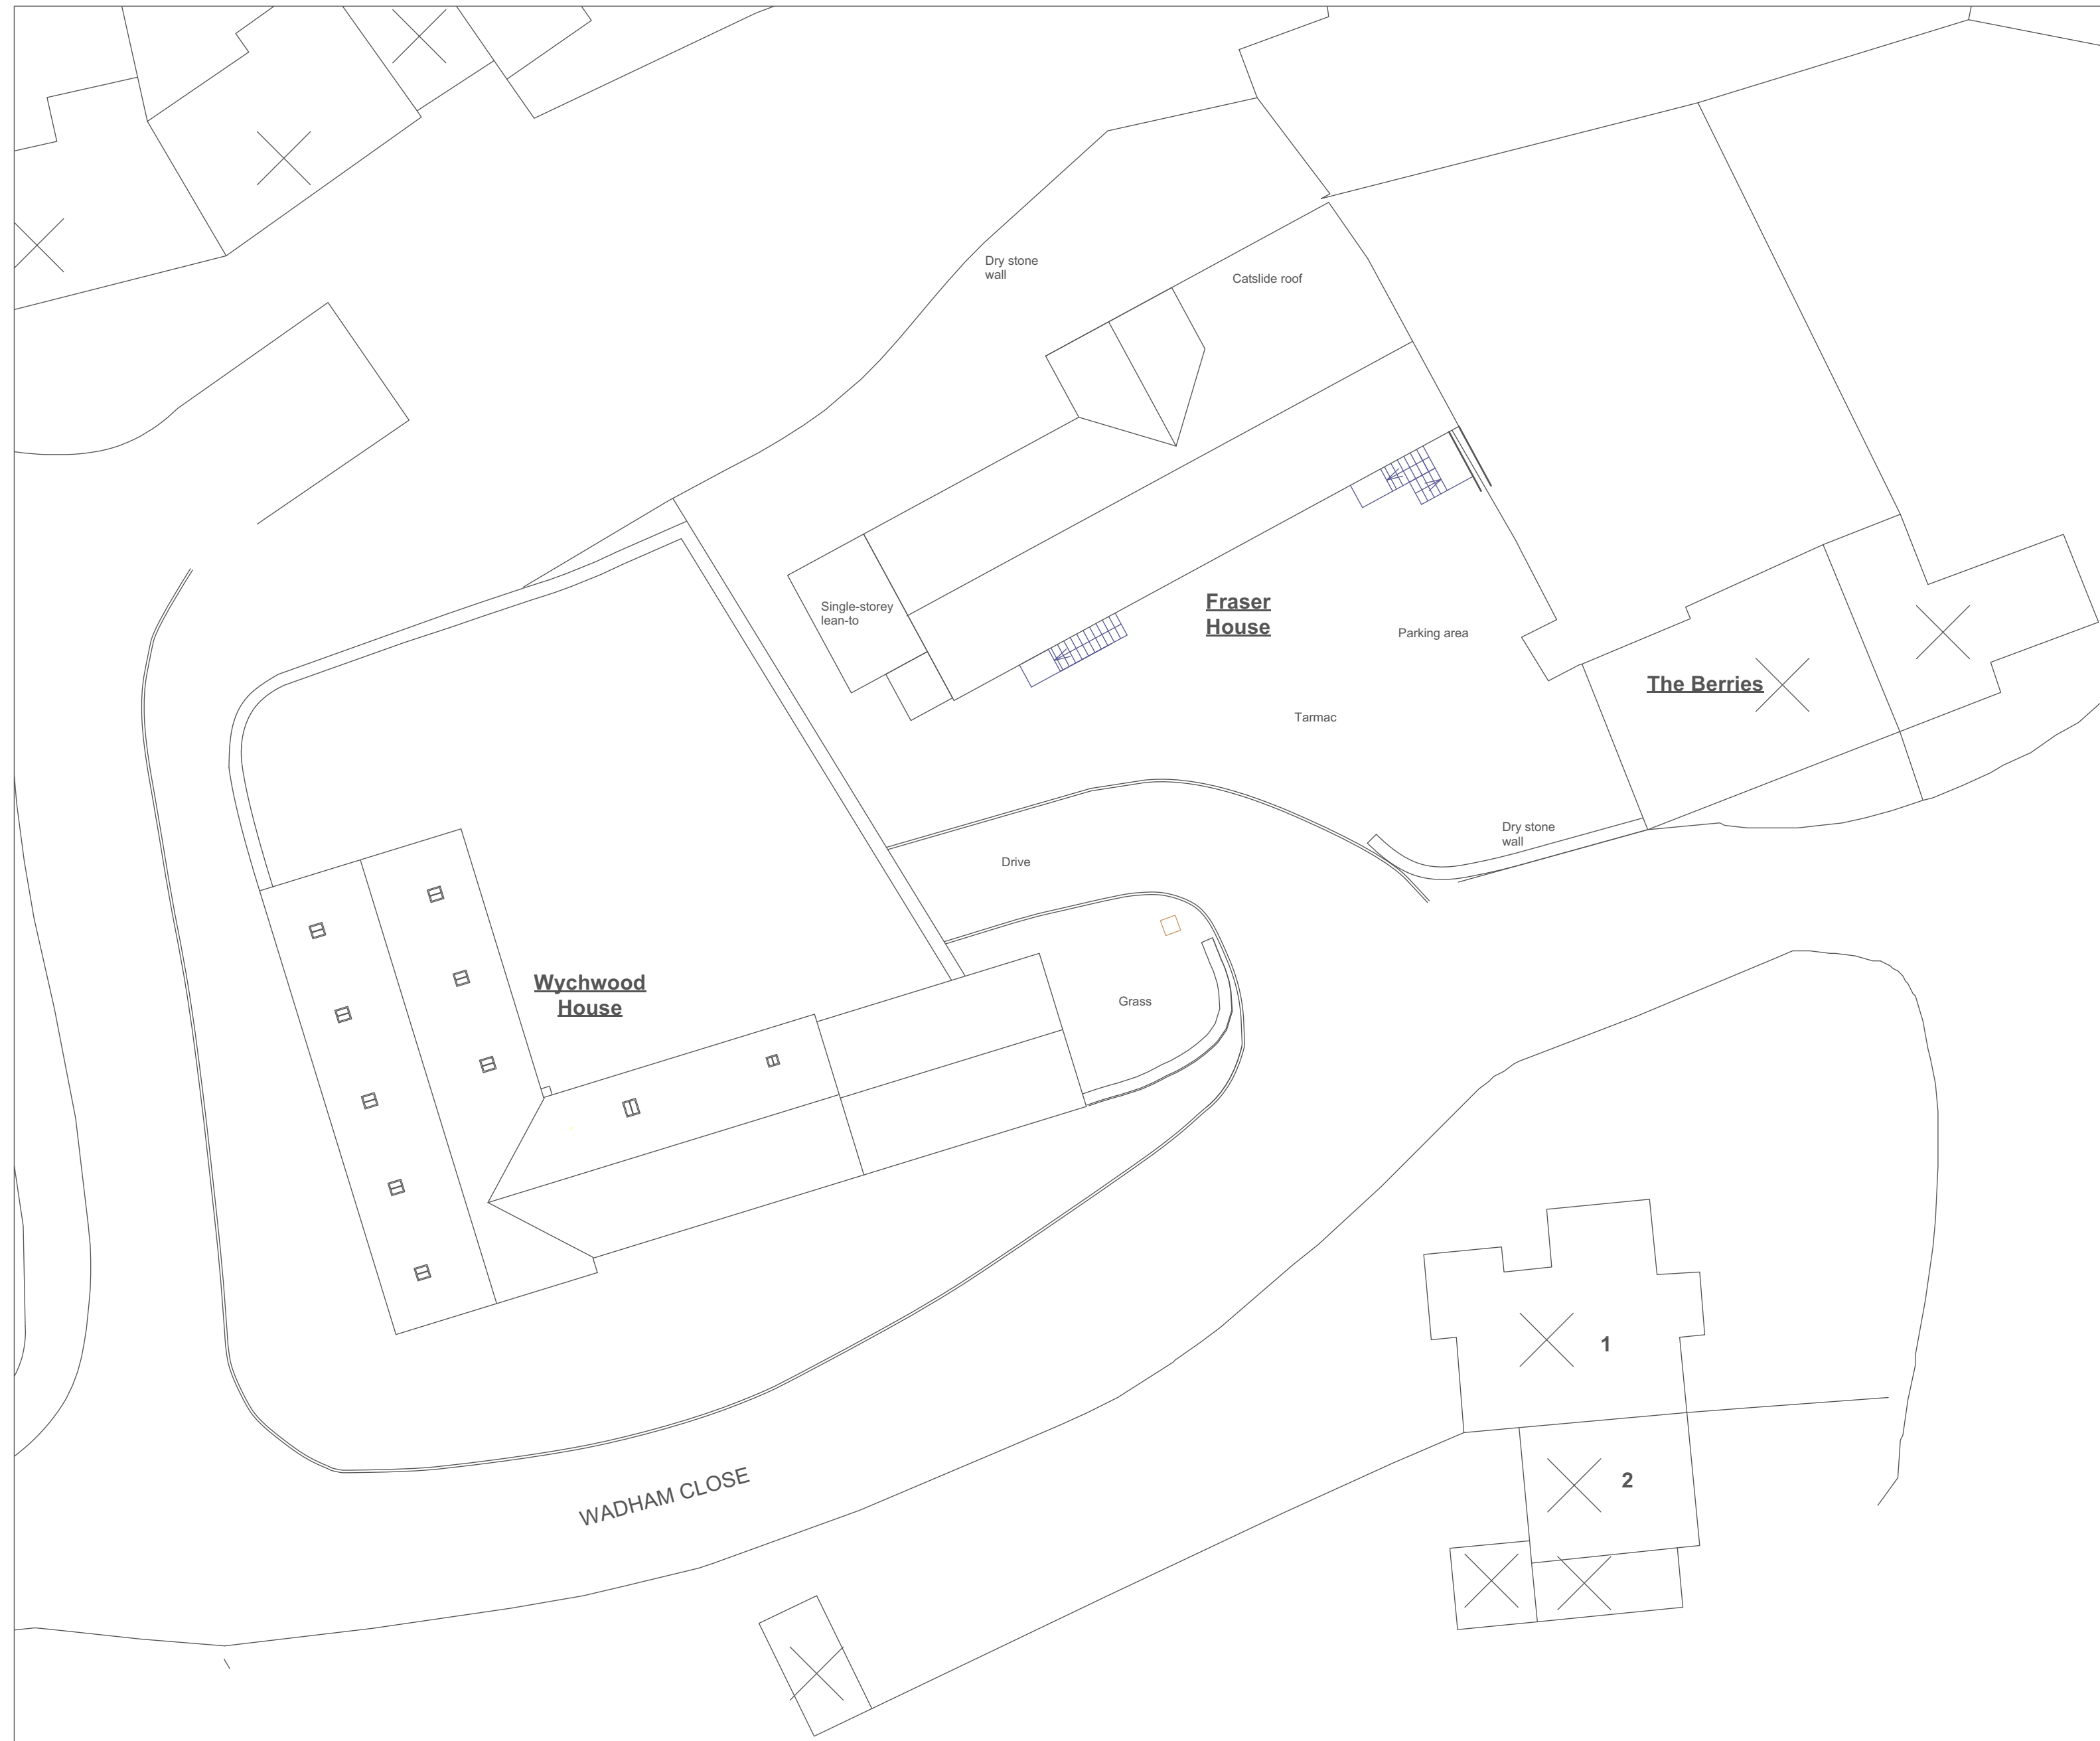 Dry stone
wall
Catslide roof
Single-storey
lean-to
Fraser
House
Parking area
The Berries
Tarmac
Dry stone
wall
Drive
Wychwood
House
Grass
1
2
WADHAM CLOSE